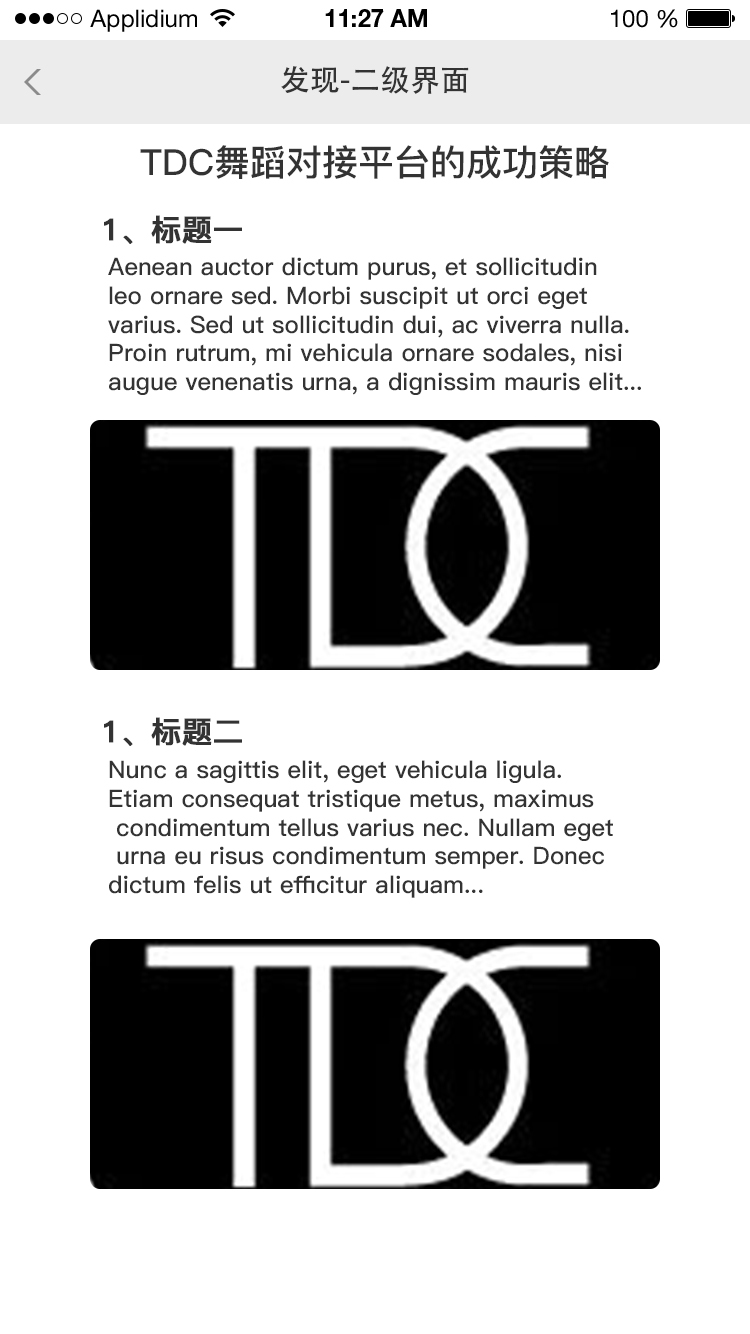 Applidium 11:27 AM 100 %
发现-二级界面
TDC舞蹈对接平台的成功策略
1、标题一
Aenean auctor dictum purus, et sollicitudin
leo ornare sed. Morbi suscipit ut orci eget
varius. Sed ut sollicitudin dui, ac viverra nulla.
Proin rutrum, mi vehicula ornare sodales, nisi
augue venenatis urna, a dignissim mauris elit...
TDC
1、标题二
Nunc a sagittis elit, eget vehicula ligula.
Etiam consequat tristique metus, maximus
condimentum tellus varius nec. Nullam eget
urna eu risus condimentum semper. Donec
dictum felis ut efficitur aliquam...
TDC